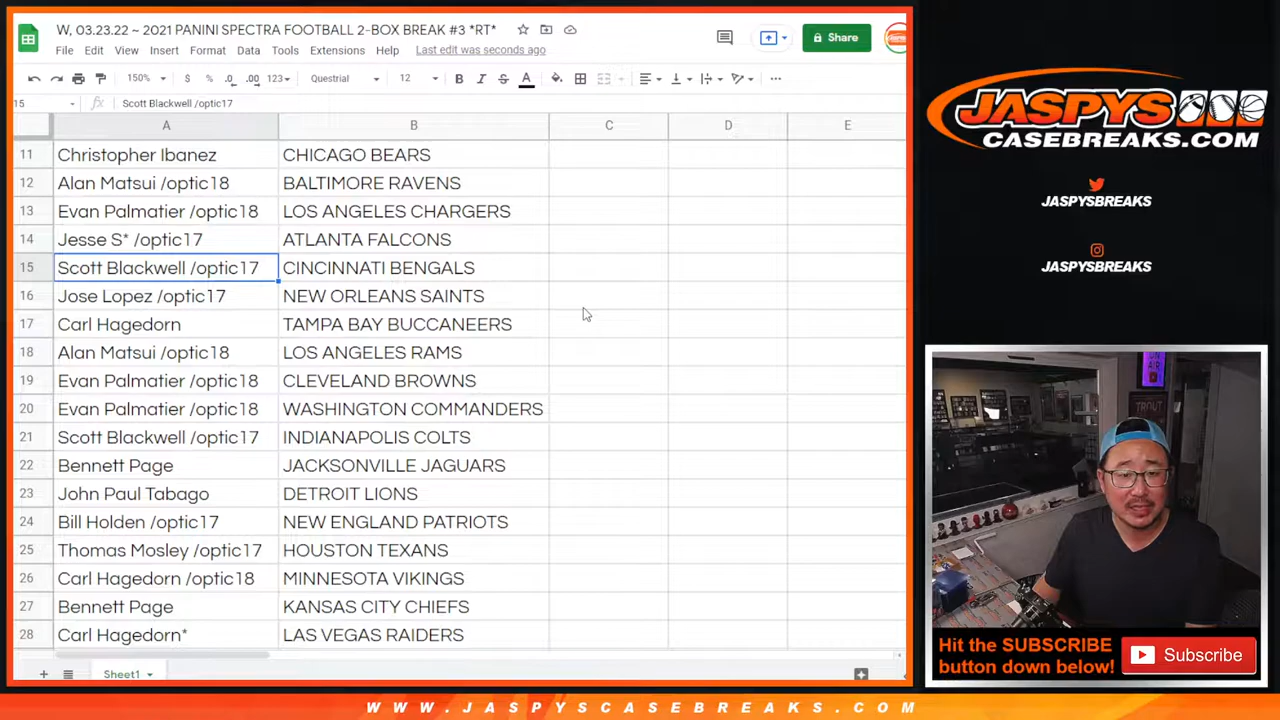 W, 03.23.22 ~ 2021 PANINI SPECTRA FOOTBALL 2-BOX BREAK #3 *RT*
File Edit View Insert Format Data Tools Extensions Help Last edit was seconds ago
Share
150% $ % .0 .00 123 Questrial 12 B I S A
15 fx Scott Blackwell /optic17
A B C D E
11 Christopher Ibanez CHICAGO BEARS
12 Alan Matsui /optic18 BALTIMORE RAVENS
13 Evan Palmatier /optic18 LOS ANGELES CHARGERS
14 Jesse S* /optic17 ATLANTA FALCONS
15 Scott Blackwell /optic17 CINCINNATI BENGALS
16 Jose Lopez /optic17 NEW ORLEANS SAINTS
17 Carl Hagedorn TAMPA BAY BUCCANEERS
18 Alan Matsui /optic18 LOS ANGELES RAMS
19 Evan Palmatier /optic18 CLEVELAND BROWNS
20 Evan Palmatier /optic18 WASHINGTON COMMANDERS
21 Scott Blackwell /optic17 INDIANAPOLIS COLTS
22 Bennett Page JACKSONVILLE JAGUARS
23 John Paul Tabago DETROIT LIONS
24 Bill Holden /optic17 NEW ENGLAND PATRIOTS
25 Thomas Mosley /optic17 HOUSTON TEXANS
26 Carl Hagedorn /optic18 MINNESOTA VIKINGS
27 Bennett Page KANSAS CITY CHIEFS
28 Carl Hagedorn* LAS VEGAS RAIDERS
Sheet1
JASPYS
CASEBREAKS.COM
JASPYSBREAKS
JASPYSBREAKS
ON AIR
TROUT
Hit the SUBSCRIBE
button down below!
Subscribe
WWW.JASPYSCASEBREAKS.COM